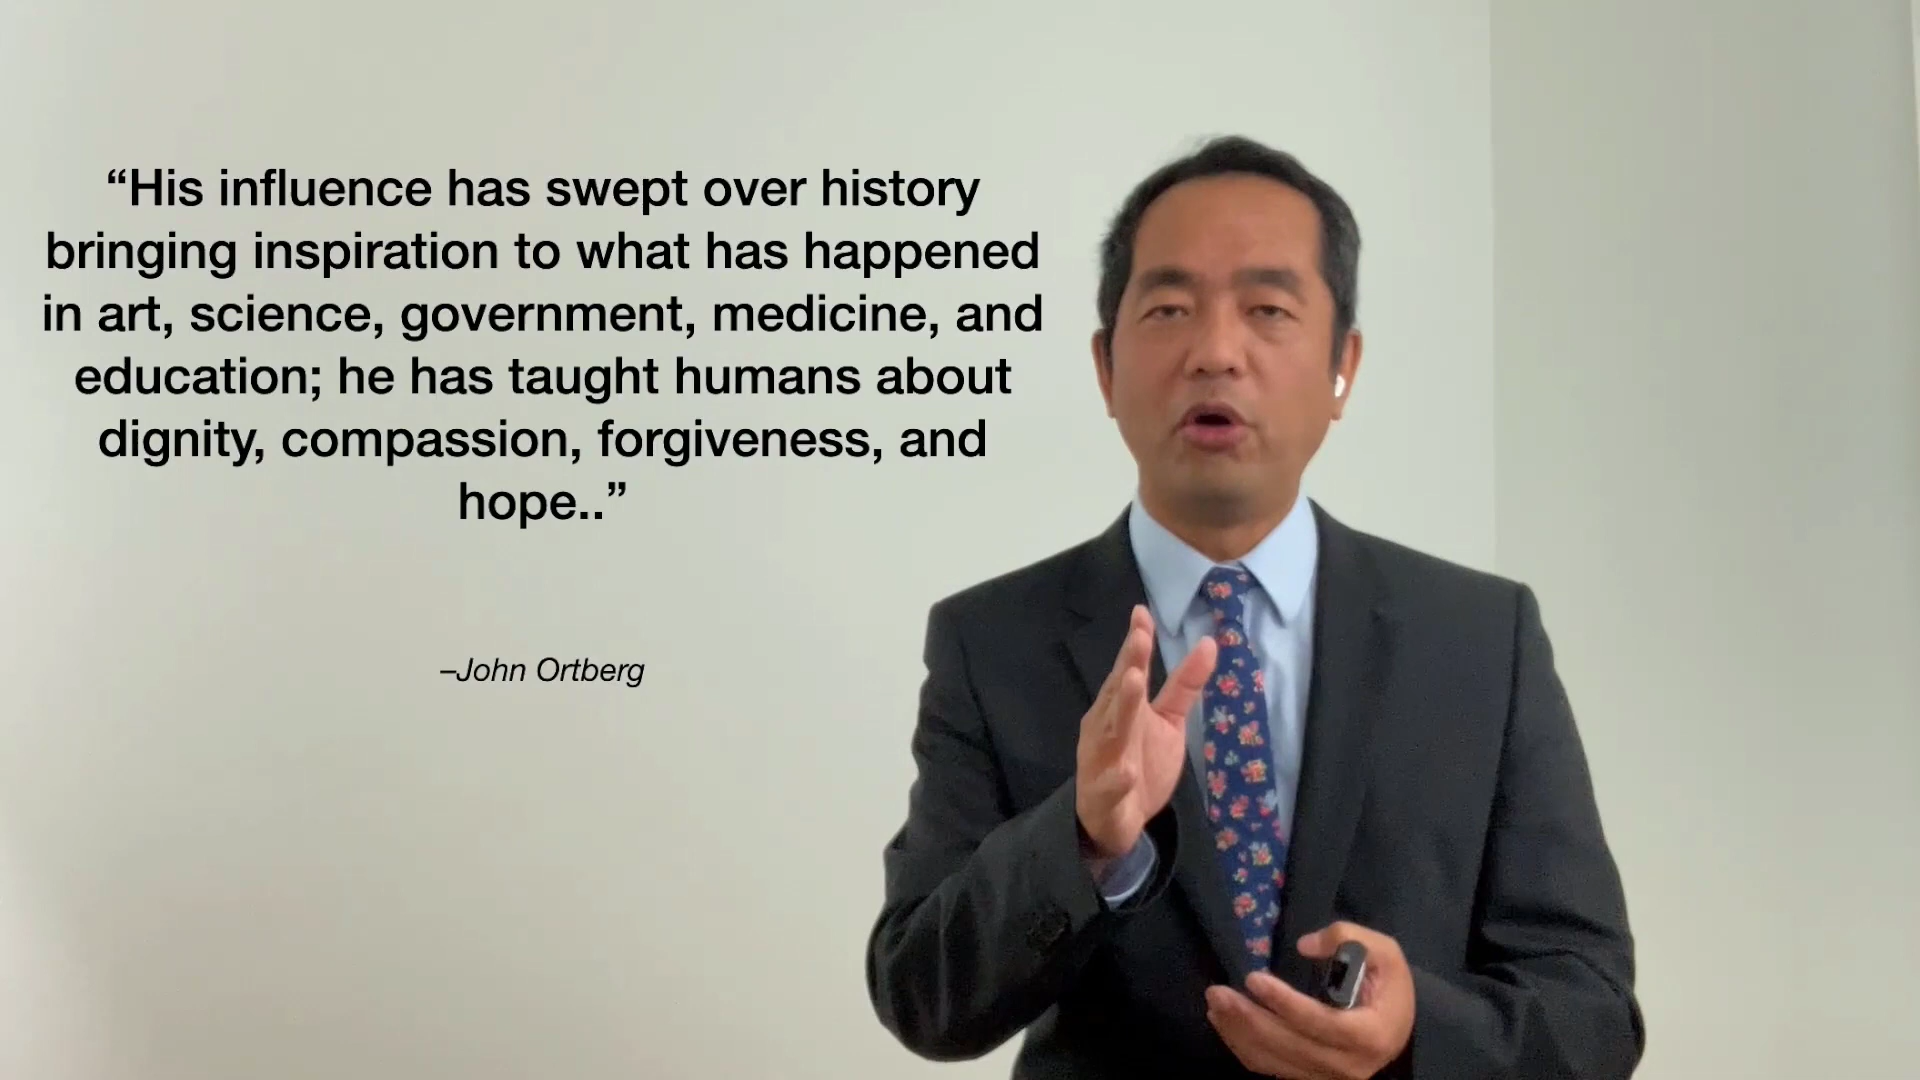 “His influence has swept over history
bringing inspiration to what has happened
in art, science, government, medicine, and
education; he has taught humans about
dignity, compassion, forgiveness, and
hope..”
–John Ortberg